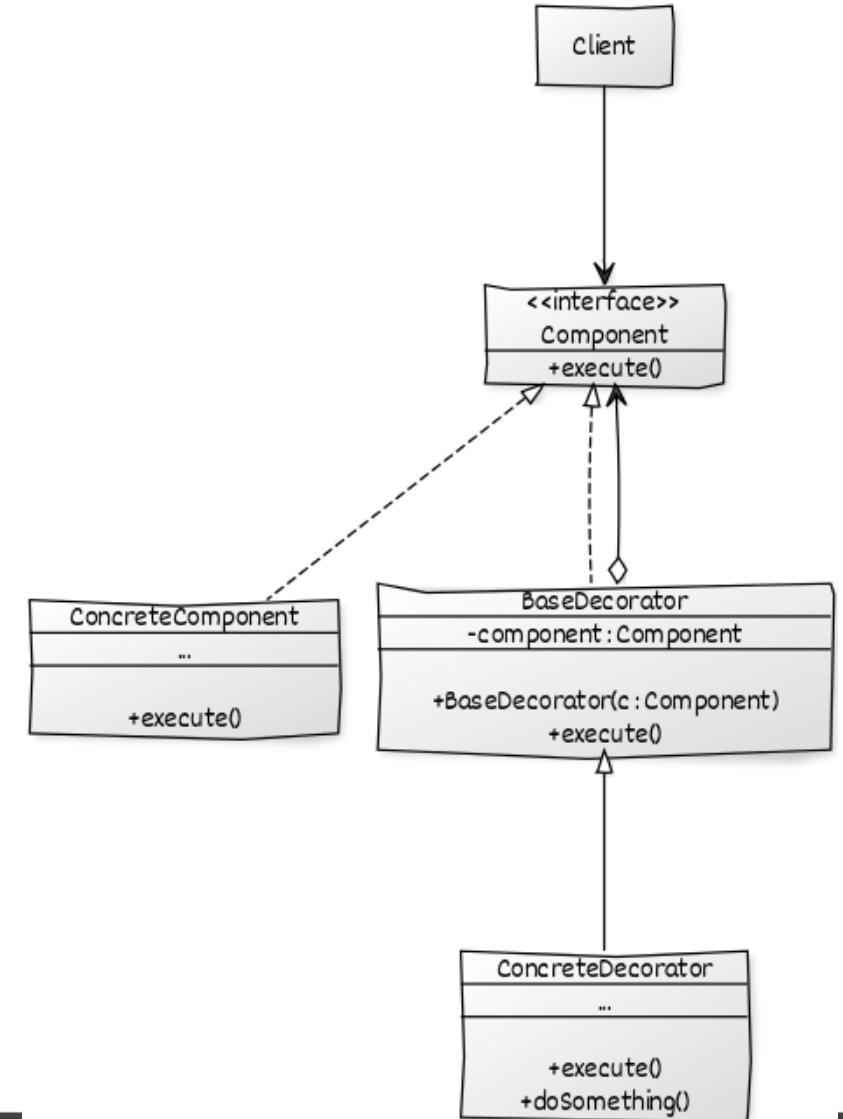 Client
<<interface>>
Component
+execute()
ConcreteComponent
...
+execute()
BaseDecorator
-component : Component
+BaseDecorator(c : Component)
+execute()
ConcreteDecorator
...
+execute()
+doSomething()